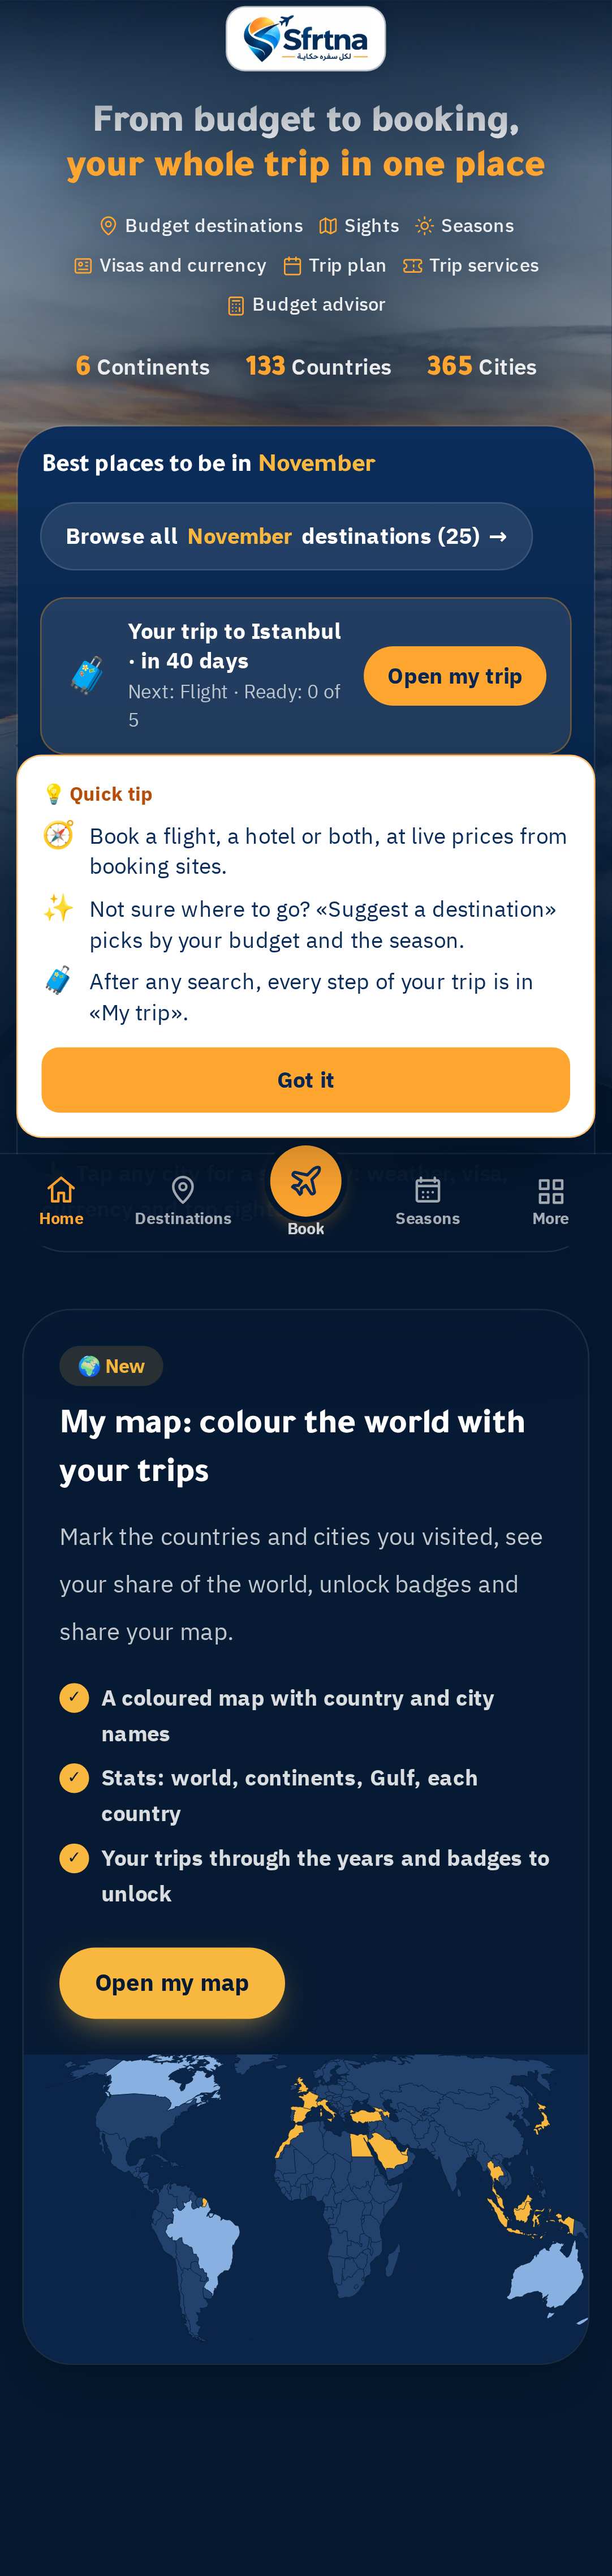 Sfrtna
لكل سفره حكاية
From budget to booking,
your whole trip in one place
Budget destinations Sights Seasons
Visas and currency Trip plan Trip services
Budget advisor
6 Continents 133 Countries 365 Cities
Best places to be in November
Browse all November destinations (25) →
Your trip to Istanbul
· in 40 days
Next: Flight · Ready: 0 of
5
Open my trip
Quick tip
Book a flight, a hotel or both, at live prices from
booking sites.
Not sure where to go? «Suggest a destination»
picks by your budget and the season.
After any search, every step of your trip is in
«My trip».
Got it
Tap any city for a : weather, visa,
Home Destinations Book Seasons More
New
My map: colour the world with
your trips
Mark the countries and cities you visited, see
your share of the world, unlock badges and
share your map.
✓ A coloured map with country and city
names
✓ Stats: world, continents, Gulf, each
country
✓ Your trips through the years and badges to
unlock
Open my map